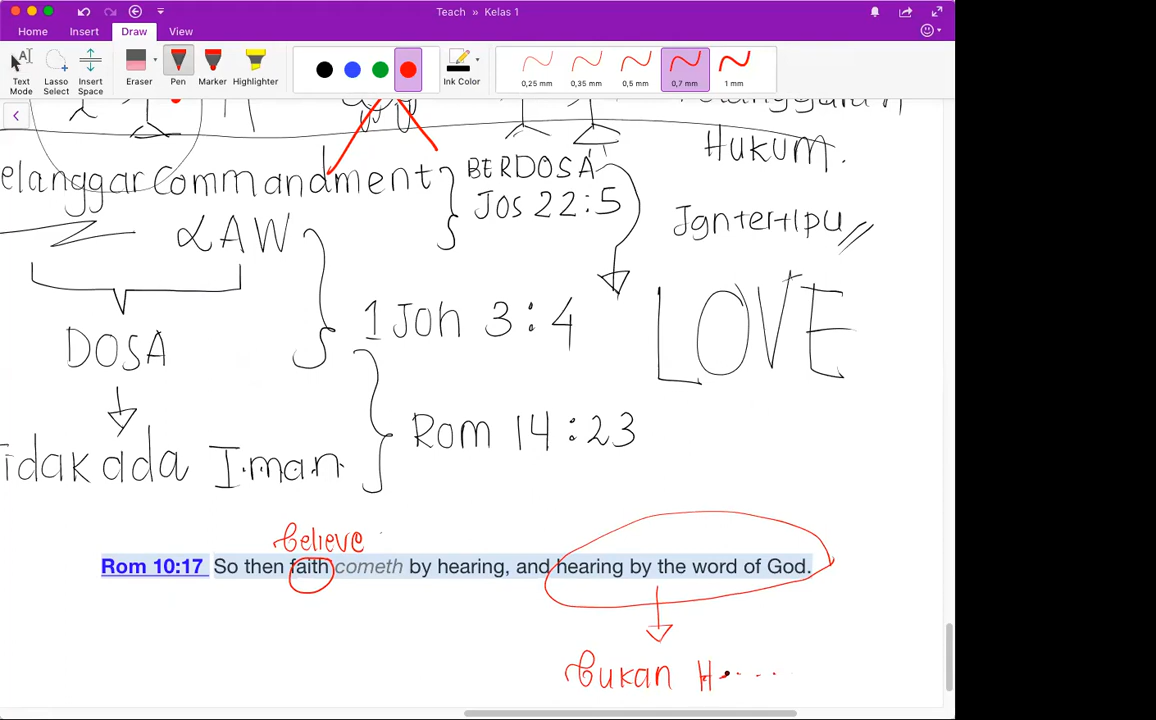 Teach » Kelas 1
Home Insert Draw View
Text Mode Lasso Select Insert Space Eraser Pen Marker Highlighter Ink Color 0,25 mm 0,35 mm 0,5 mm 0,7 mm 1 mm
Hukum.
elanggar Commandment BERDOSA
Jos 22:5
LAW
Jgn tertipu
1 Joh 3:4
LOVE
DOSA
Rom 14:23
Tidak ada Iman
believe
Rom 10:17 So then faith cometh by hearing, and hearing by the word of God.
bukan H.....